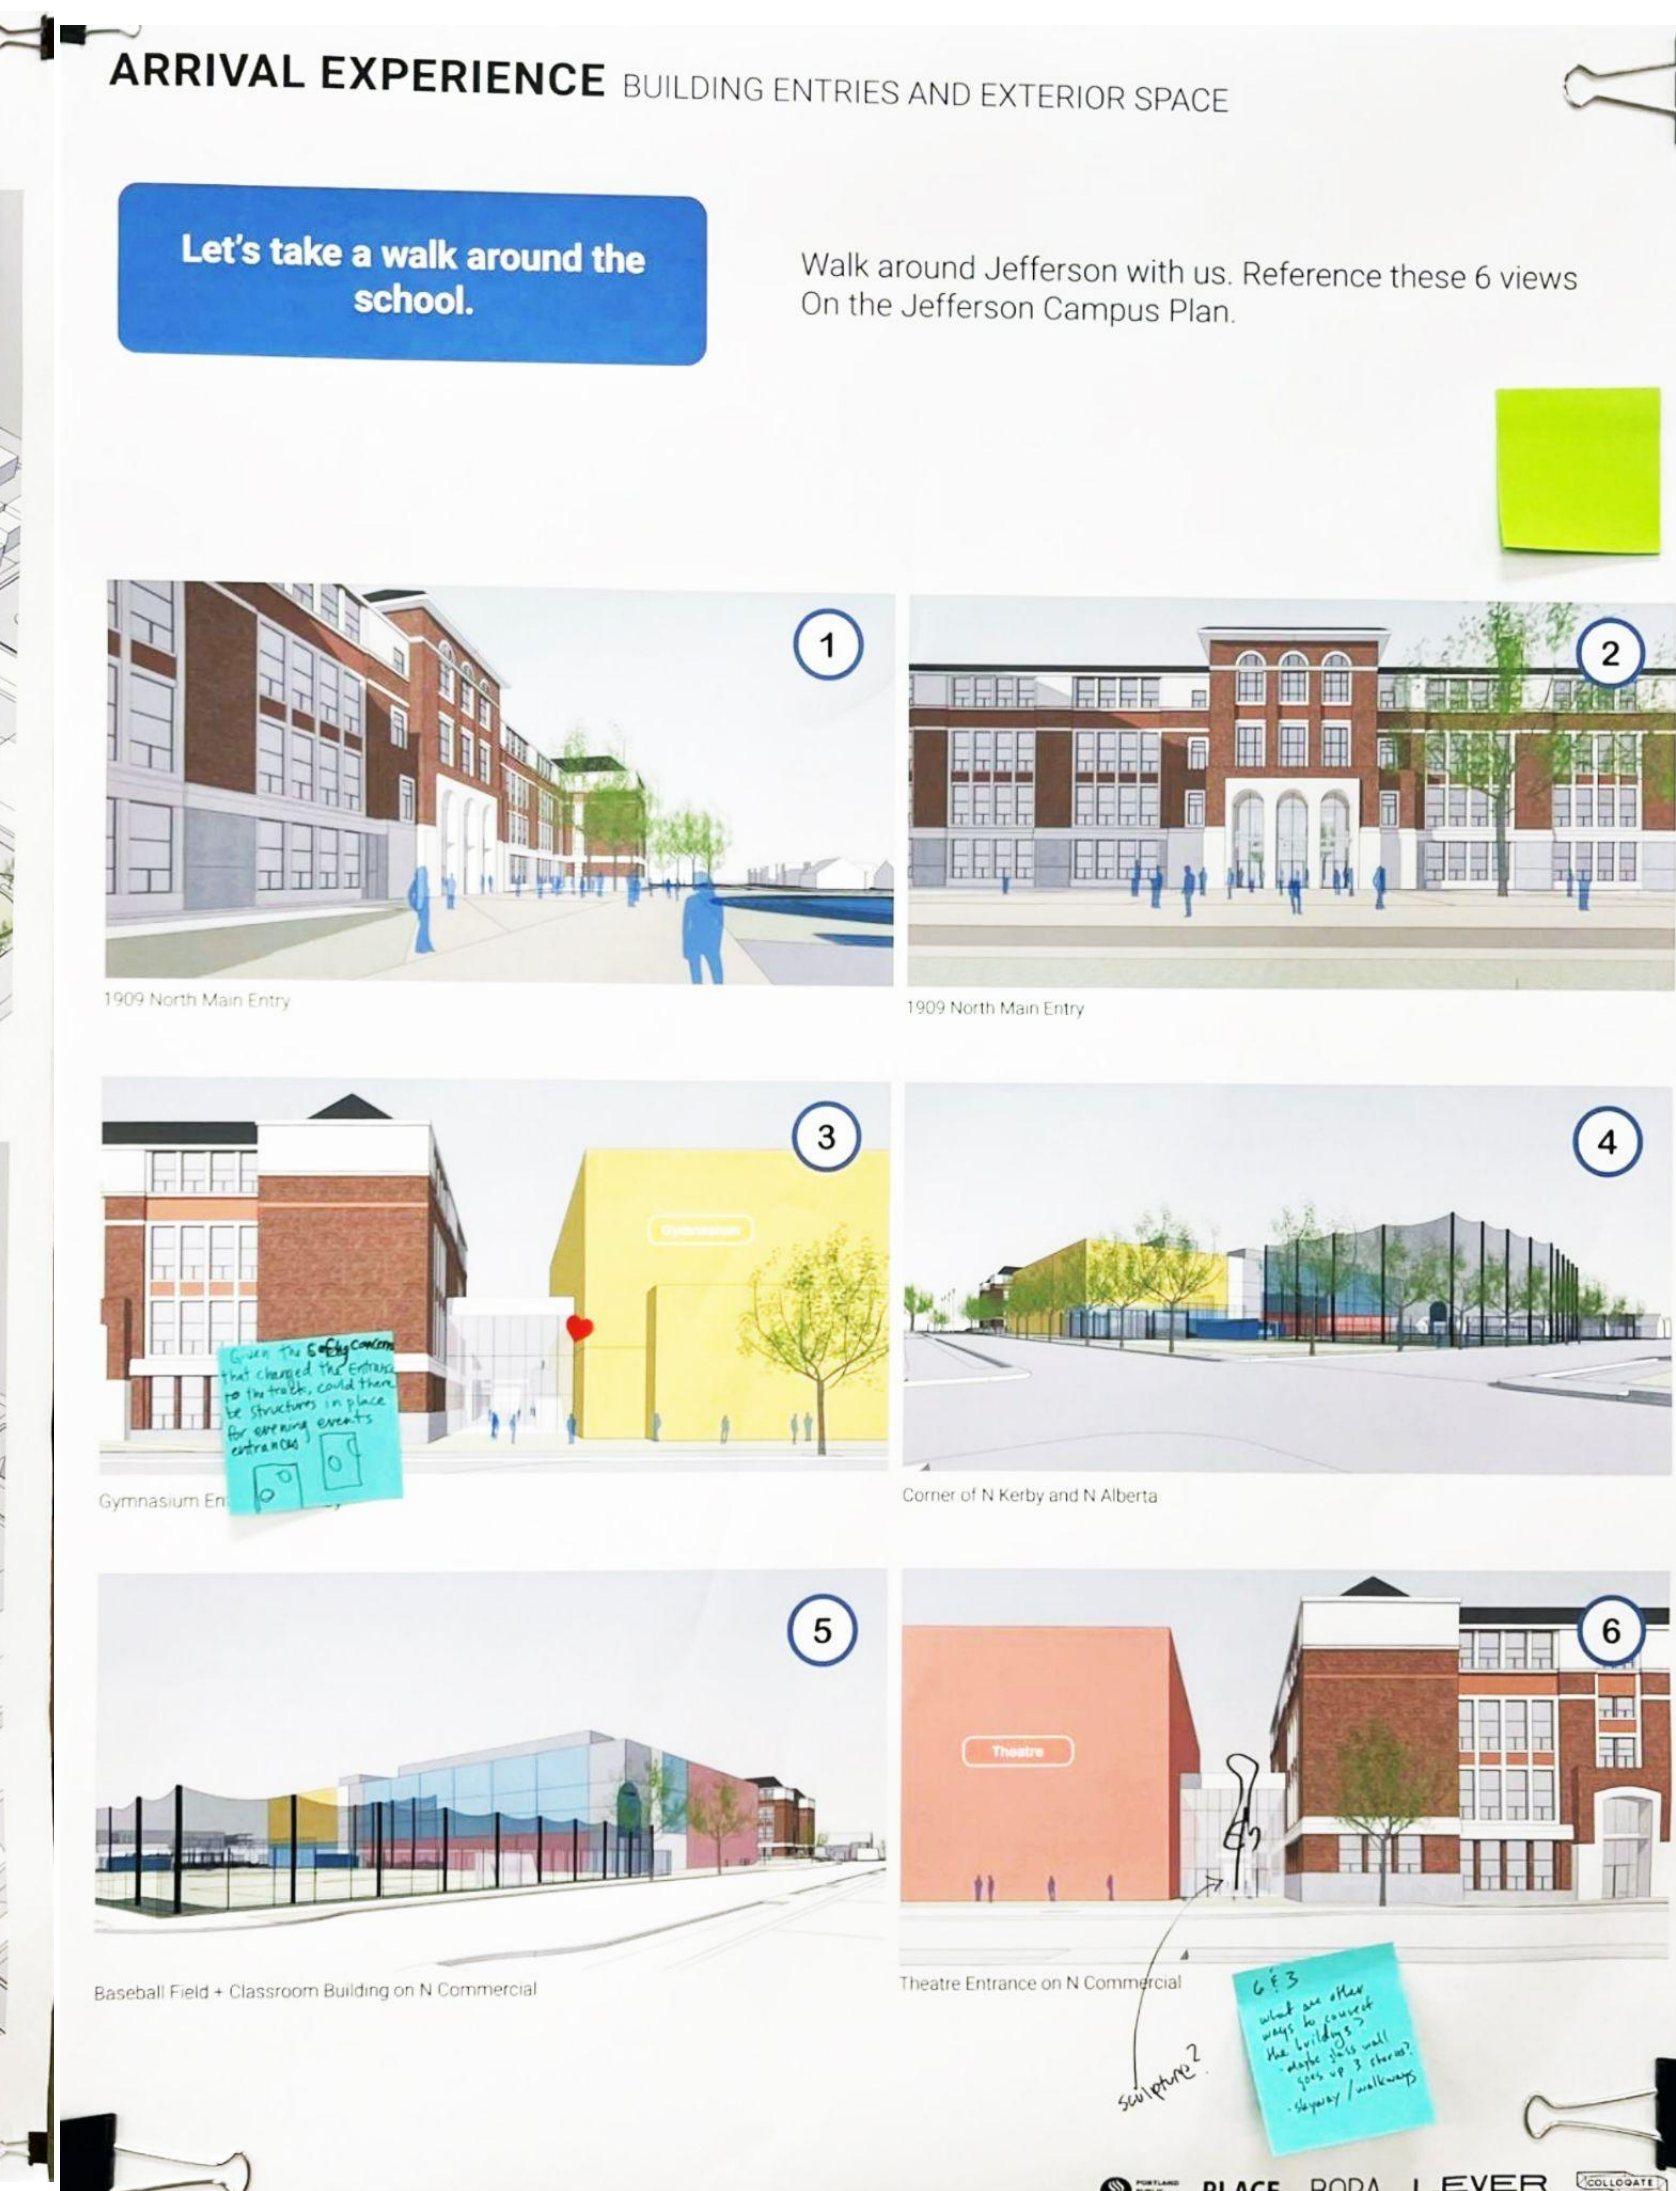 ARRIVAL EXPERIENCE BUILDING ENTRIES AND EXTERIOR SPACE
Let's take a walk around the
school.
Walk around Jefferson with us. Reference these 6 views
On the Jefferson Campus Plan.
1
2
1909 North Main Entry
1909 North Main Entry
3
Gymnasium
4
Given the Safety Concerns
that changed the Entrance
to the track, could there
be structures in place
for evening events
entrances
Gymnasium En
Corner of N Kerby and N Alberta
5
6
Theatre
Baseball Field + Classroom Building on N Commercial
Theatre Entrance on N Commercial
sculpture?
6 & 3
what are other
ways to connect
the buildings?
- Maybe glass wall
goes up 3 stories?
- skyway / walkways
PORTLAND
PLACE
BORA
LEVER
COLLOQATE